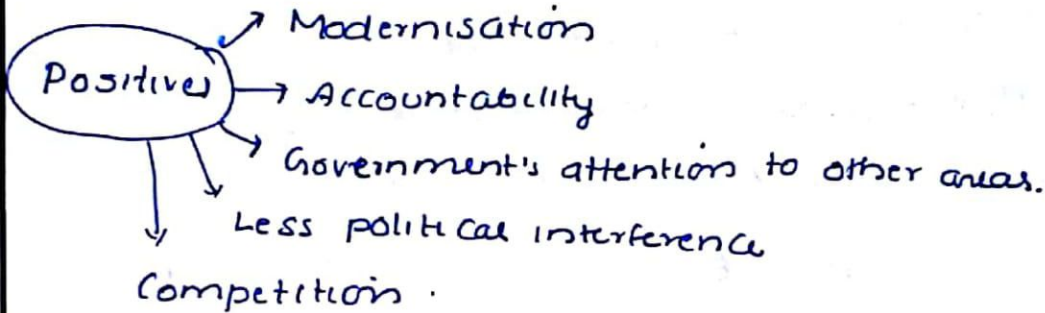 Modernisation
Positives
Accountability
Government's attention to other areas.
Less political interference
Competition.